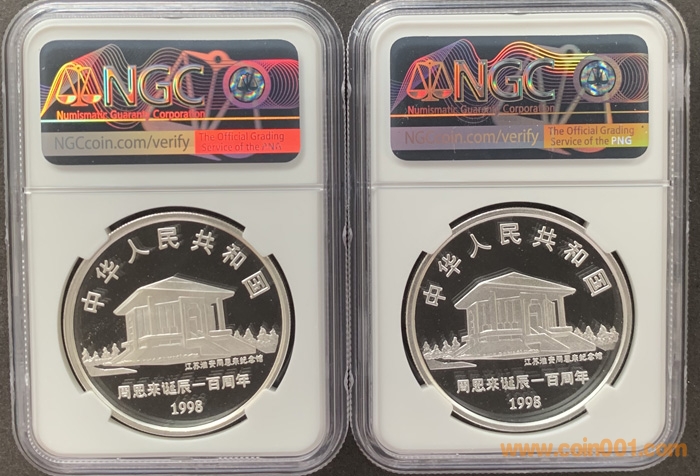 NGC
Numismatic Guaranty Corporation
NGCcoin.com/verify
The Official Grading
Service of the PNG
中华人民共和国
江苏淮安周恩来纪念馆
周恩来诞辰一百周年
1998
NGC
Numismatic Guaranty Corporation
NGCcoin.com/verify
The Official Grading
Service of the PNG
中华人民共和国
江苏淮安周恩来纪念馆
周恩来诞辰一百周年
1998
www.coin001.com